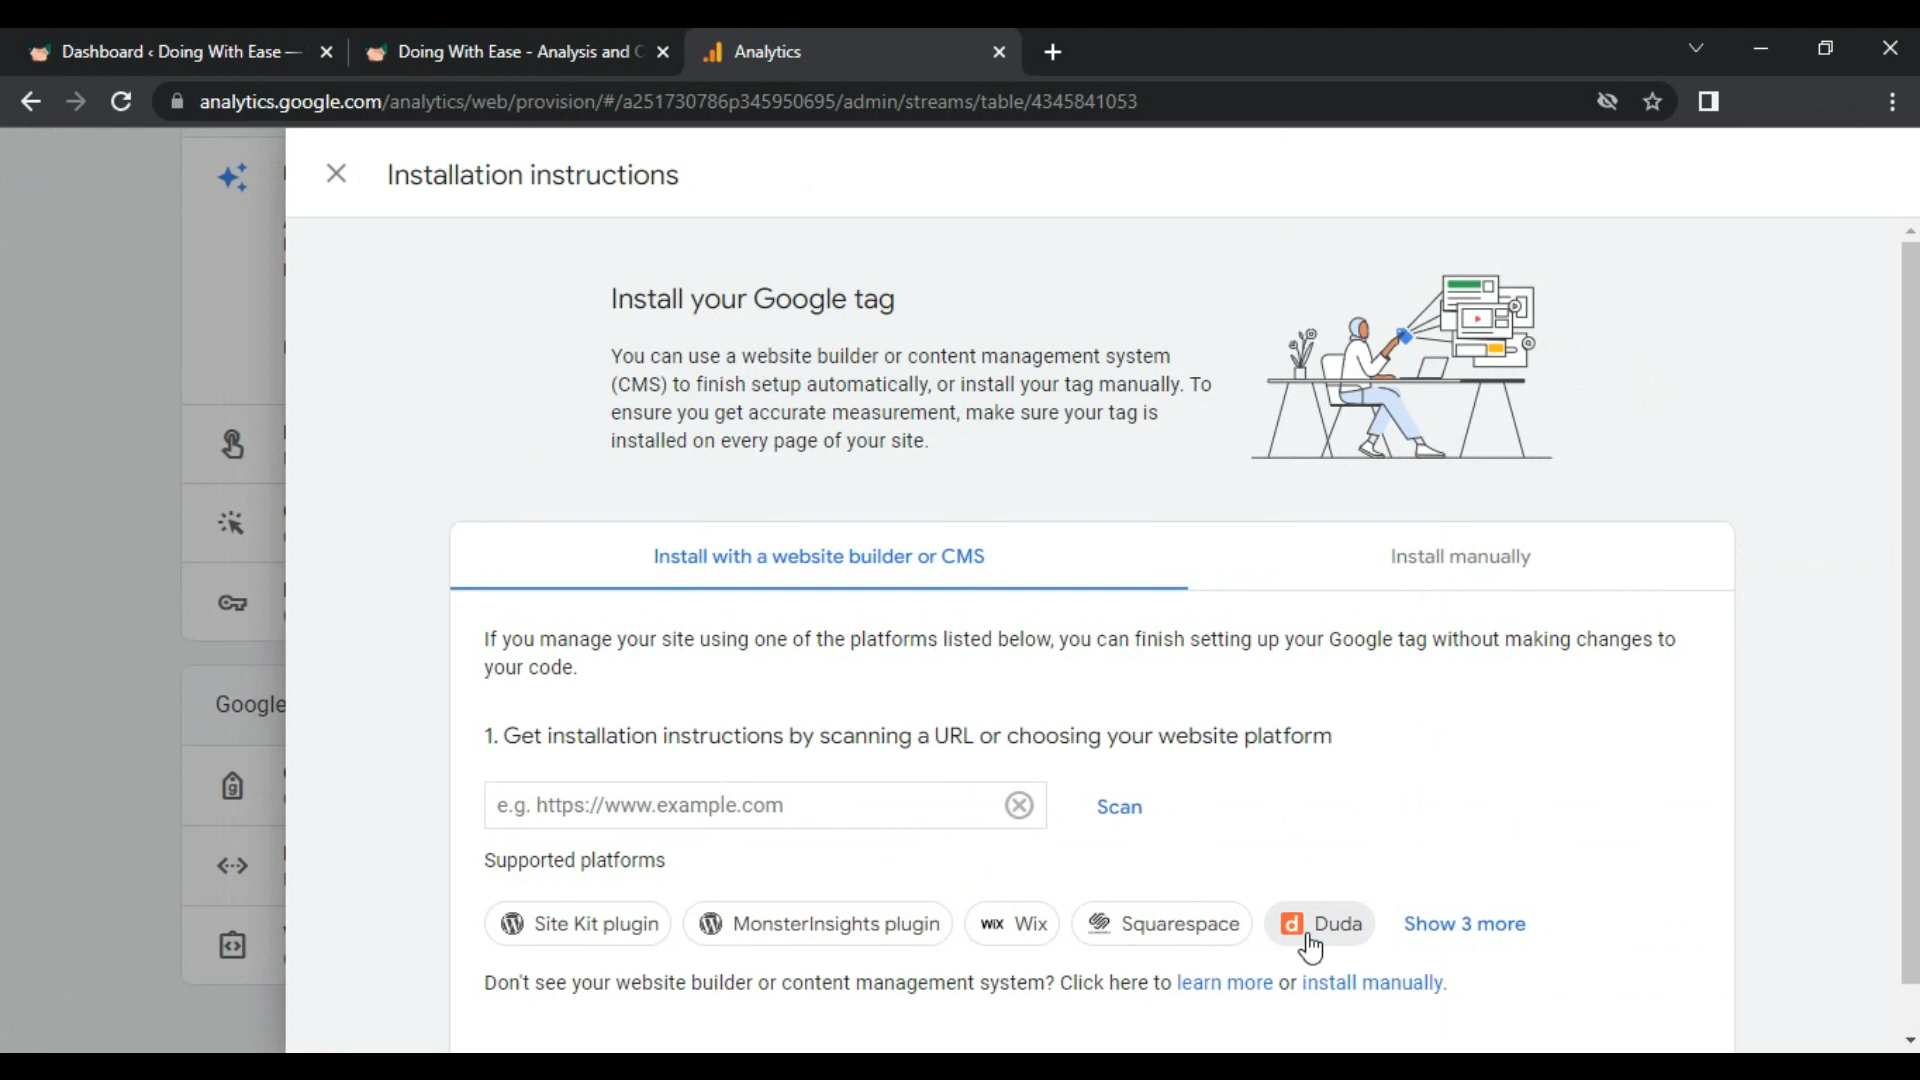 Dashboard ‹ Doing With Ease —
Doing With Ease - Analysis and
Analytics
analytics.google.com/analytics/web/provision/#/a251730786p345950695/admin/streams/table/4345841053
Installation instructions
Install your Google tag
You can use a website builder or content management system
(CMS) to finish setup automatically, or install your tag manually. To
ensure you get accurate measurement, make sure your tag is
installed on every page of your site.
Install with a website builder or CMS
Install manually
If you manage your site using one of the platforms listed below, you can finish setting up your Google tag without making changes to
your code.
Google
1. Get installation instructions by scanning a URL or choosing your website platform
e.g. https://www.example.com
Scan
Supported platforms
Site Kit plugin
MonsterInsights plugin
WiX Wix
Squarespace
d Duda
Show 3 more
Don't see your website builder or content management system? Click here to learn more or install manually.